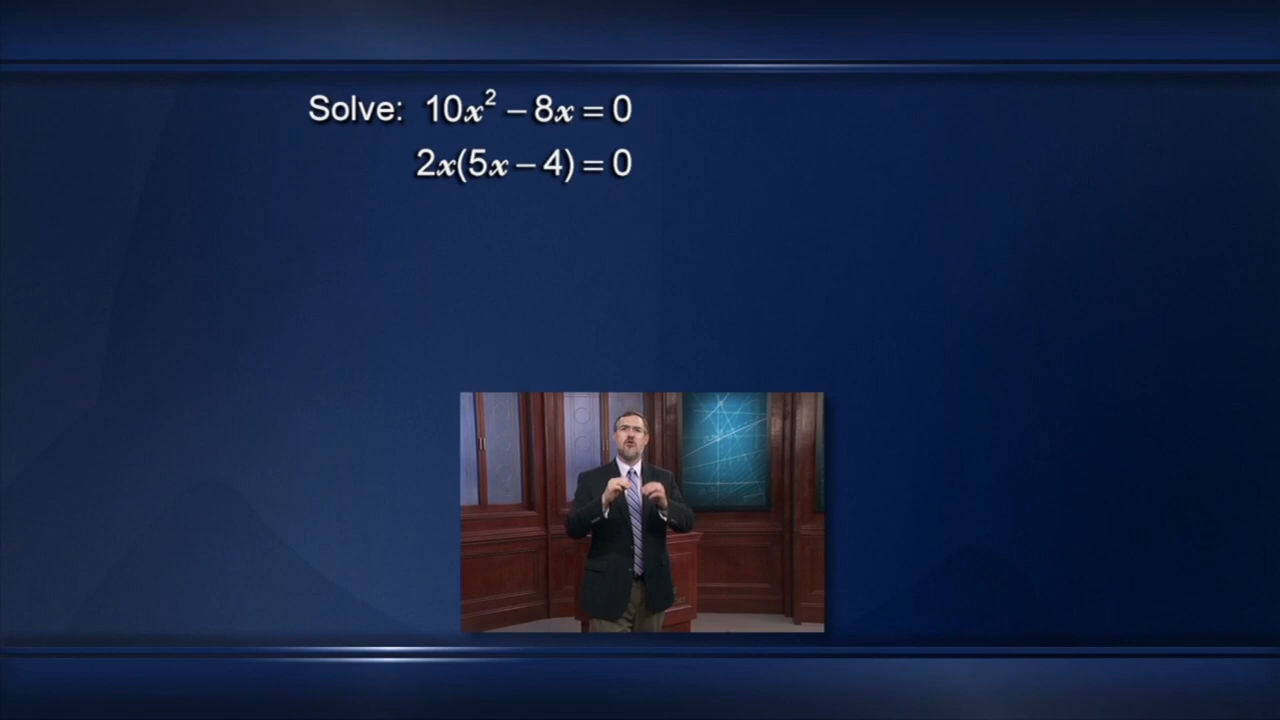 Solve: 10x² – 8x = 0
2x(5x – 4) = 0